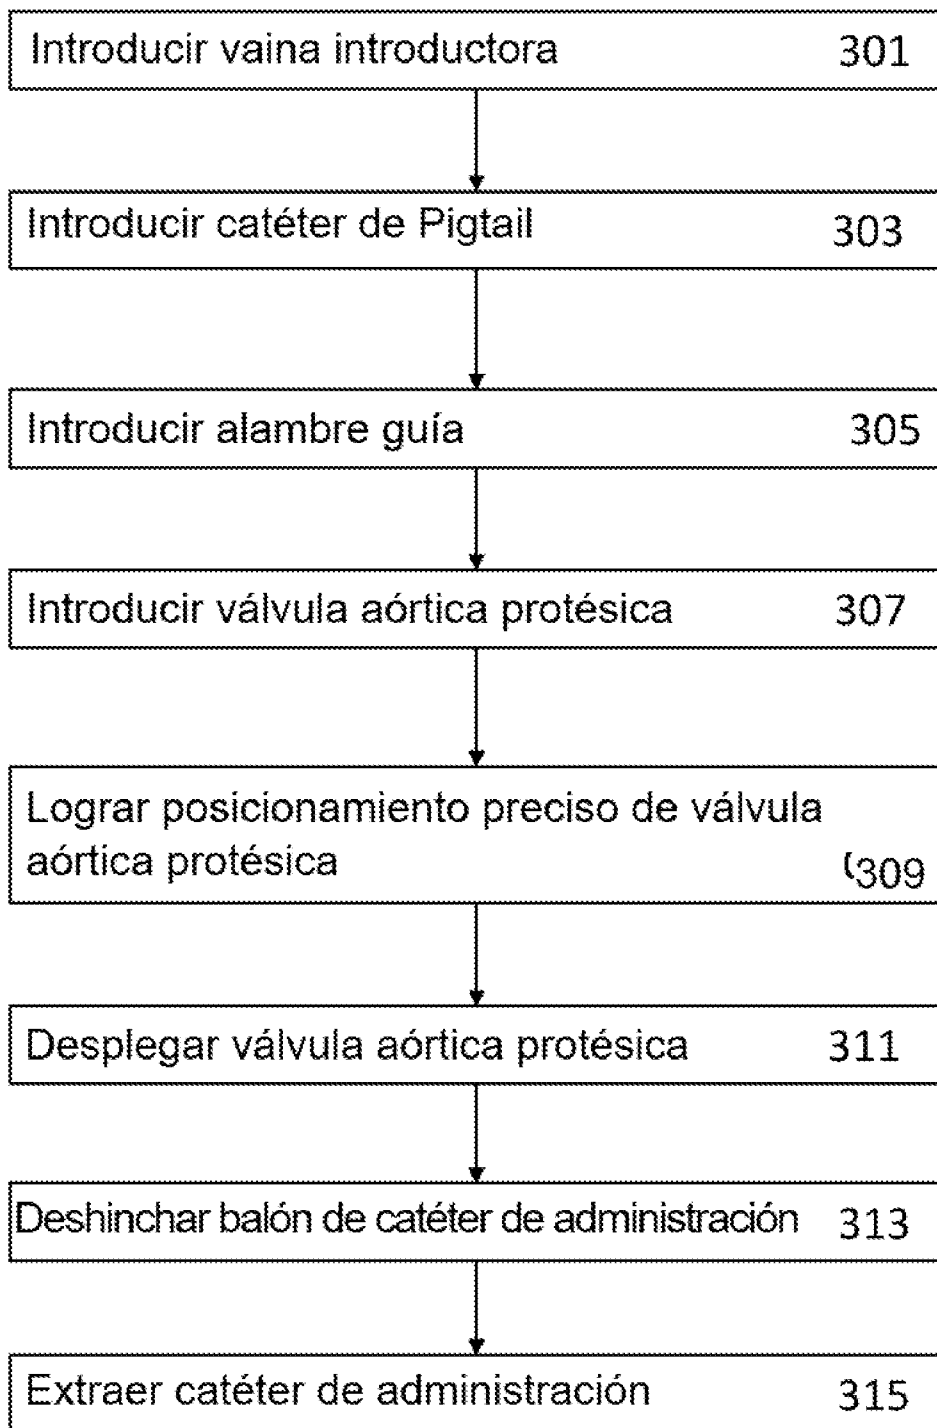 Introducir vaina introductora 301
Introducir catéter de Pigtail 303
Introducir alambre guía 305
Introducir válvula aórtica protésica 307
Lograr posicionamiento preciso de válvula
aórtica protésica 309
Desplegar válvula aórtica protésica 311
Deshinchar balón de catéter de administración 313
Extraer catéter de administración 315